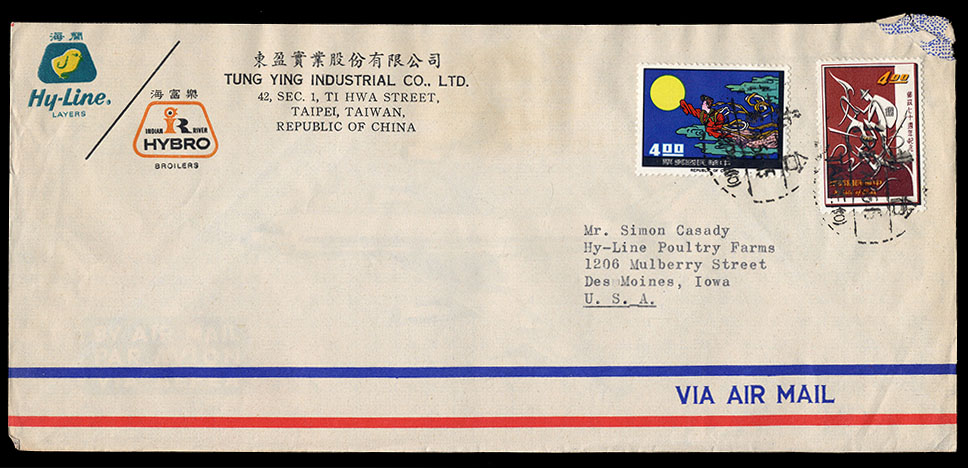 海蘭
Hy-Line
LAYERS
海富樂
INDIAN RIVER
R
HYBRO
BROILERS
東盈實業股份有限公司
TUNG YING INDUSTRIAL CO., LTD.
42, SEC. 1, TI HWA STREET,
TAIPEI, TAIWAN,
REPUBLIC OF CHINA
4.00
4.00
Mr. Simon Casady
Hy-Line Poultry Farms
1206 Mulberry Street
Des Moines, Iowa
U. S. A.
VIA AIR MAIL